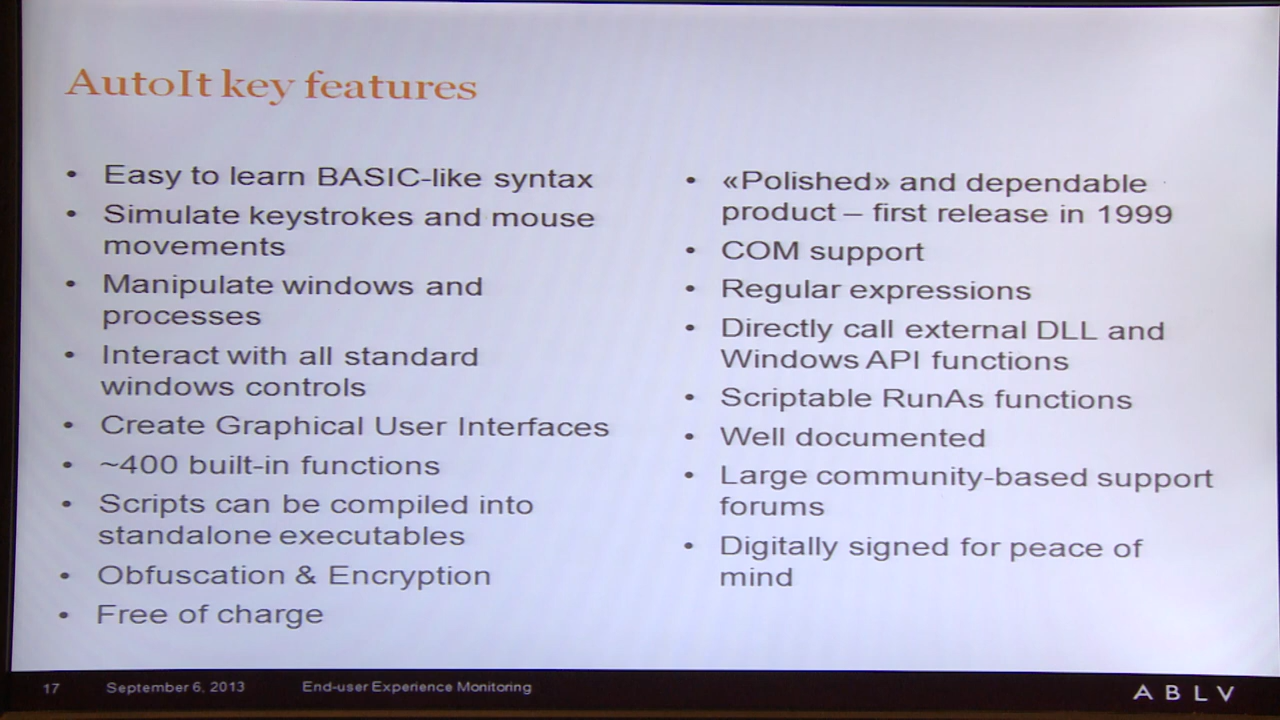 AutoIt key features
• Easy to learn BASIC-like syntax
• Simulate keystrokes and mouse
movements
• Manipulate windows and
processes
• Interact with all standard
windows controls
• Create Graphical User Interfaces
• ~400 built-in functions
• Scripts can be compiled into
standalone executables
• Obfuscation & Encryption
• Free of charge
• «Polished» and dependable
product – first release in 1999
• COM support
• Regular expressions
• Directly call external DLL and
Windows API functions
• Scriptable RunAs functions
• Well documented
• Large community-based support
forums
• Digitally signed for peace of
mind
17 September 6, 2013 End-user Experience Monitoring
ABLV